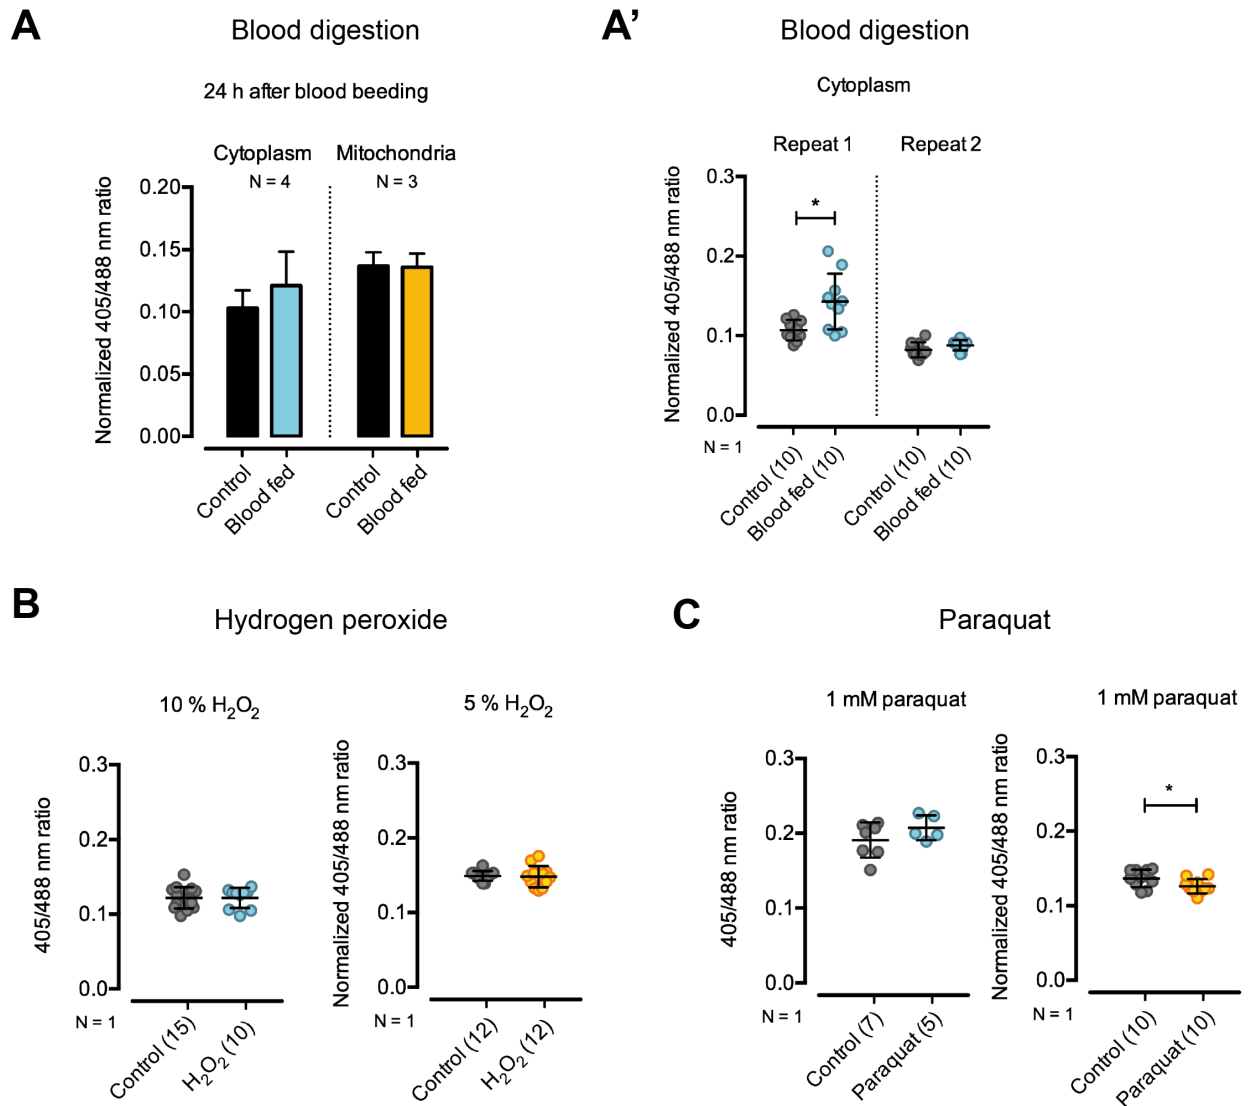 A
Blood digestion
24 h after blood beeding
Cytoplasm
Mitochondria
N = 4
N = 3
Normalized 405/488 nm ratio
0.20
0.15
0.10
0.05
0.00
Control
Blood fed
Control
Blood fed
A’
Blood digestion
Cytoplasm
Repeat 1
Repeat 2
Normalized 405/488 nm ratio
0.3
0.2
0.1
0.0
*
N = 1
Control (10)
Blood fed (10)
Control (10)
Blood fed (10)
B
Hydrogen peroxide
10 % H₂O₂
405/488 nm ratio
0.3
0.2
0.1
0.0
N = 1
Control (15)
H₂O₂ (10)
5 % H₂O₂
Normalized 405/488 nm ratio
0.3
0.2
0.1
0.0
N = 1
Control (12)
H₂O₂ (12)
C
Paraquat
1 mM paraquat
405/488 nm ratio
0.3
0.2
0.1
0.0
N = 1
Control (7)
Paraquat (5)
1 mM paraquat
Normalized 405/488 nm ratio
0.3
0.2
0.1
0.0
*
N = 1
Control (10)
Paraquat (10)